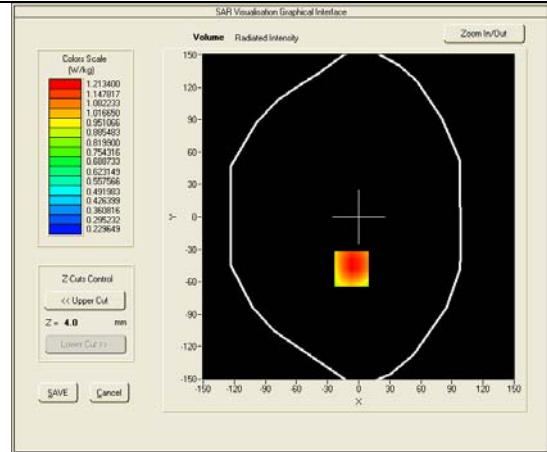 SAR Visualisation Graphical Interface
Volume Radiated Intensity
Zoom In/Out
Colors Scale
(W/kg)
1.213400
1.147817
1.082233
1.016650
0.951066
0.885483
0.819900
0.754316
0.688733
0.623149
0.557566
0.491983
0.426399
0.360816
0.295232
0.229649
Z-Cuts Control
<< Upper Cut
Z = 4.0 mm
Lower Cut >>
SAVE
Cancel
150
120
90
60
30
0
-30
-60
-90
-120
-150
Y
-150 -120 -90 -60 -30 0 30 60 90 120 150
X